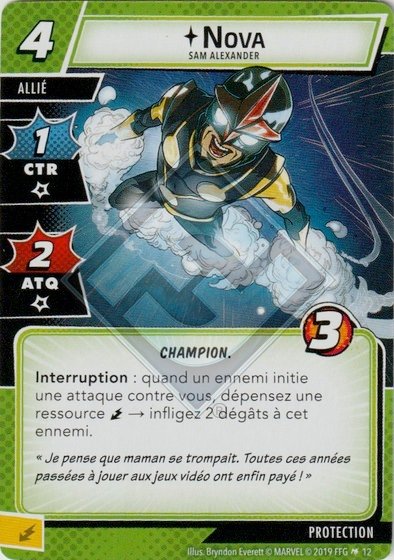 4
Nova
SAM ALEXANDER
ALLIÉ
1
CTR
2
ATQ
3
CHAMPION.
Interruption : quand un ennemi initie
une attaque contre vous, dépensez une
ressource → infligez 2 dégâts à cet
ennemi.
« Je pense que maman se trompait. Toutes ces années
passées à jouer aux jeux vidéo ont enfin payé ! »
PROTECTION
Illus. Bryndon Everett © MARVEL © 2019 FFG 12